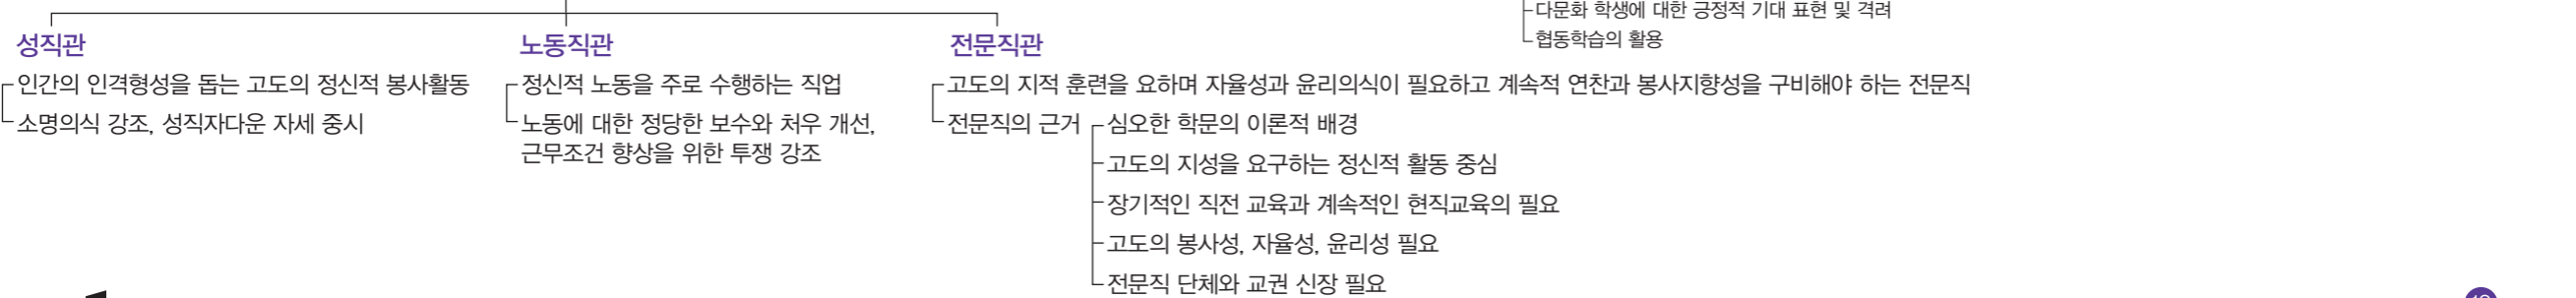 다문화 학생에 대한 긍정적 기대 표현 및 격려
협동학습의 활용
성직관
인간의 인격형성을 돕는 고도의 정신적 봉사활동
소명의식 강조, 성직자다운 자세 중시
노동직관
정신적 노동을 주로 수행하는 직업
노동에 대한 정당한 보수와 처우 개선,
근무조건 향상을 위한 투쟁 강조
전문직관
고도의 지적 훈련을 요하며 자율성과 윤리의식이 필요하고 계속적 연찬과 봉사지향성을 구비해야 하는 전문직
전문직의 근거
심오한 학문의 이론적 배경
고도의 지성을 요구하는 정신적 활동 중심
장기적인 직전 교육과 계속적인 현직교육의 필요
고도의 봉사성, 자율성, 윤리성 필요
전문직 단체와 교권 신장 필요